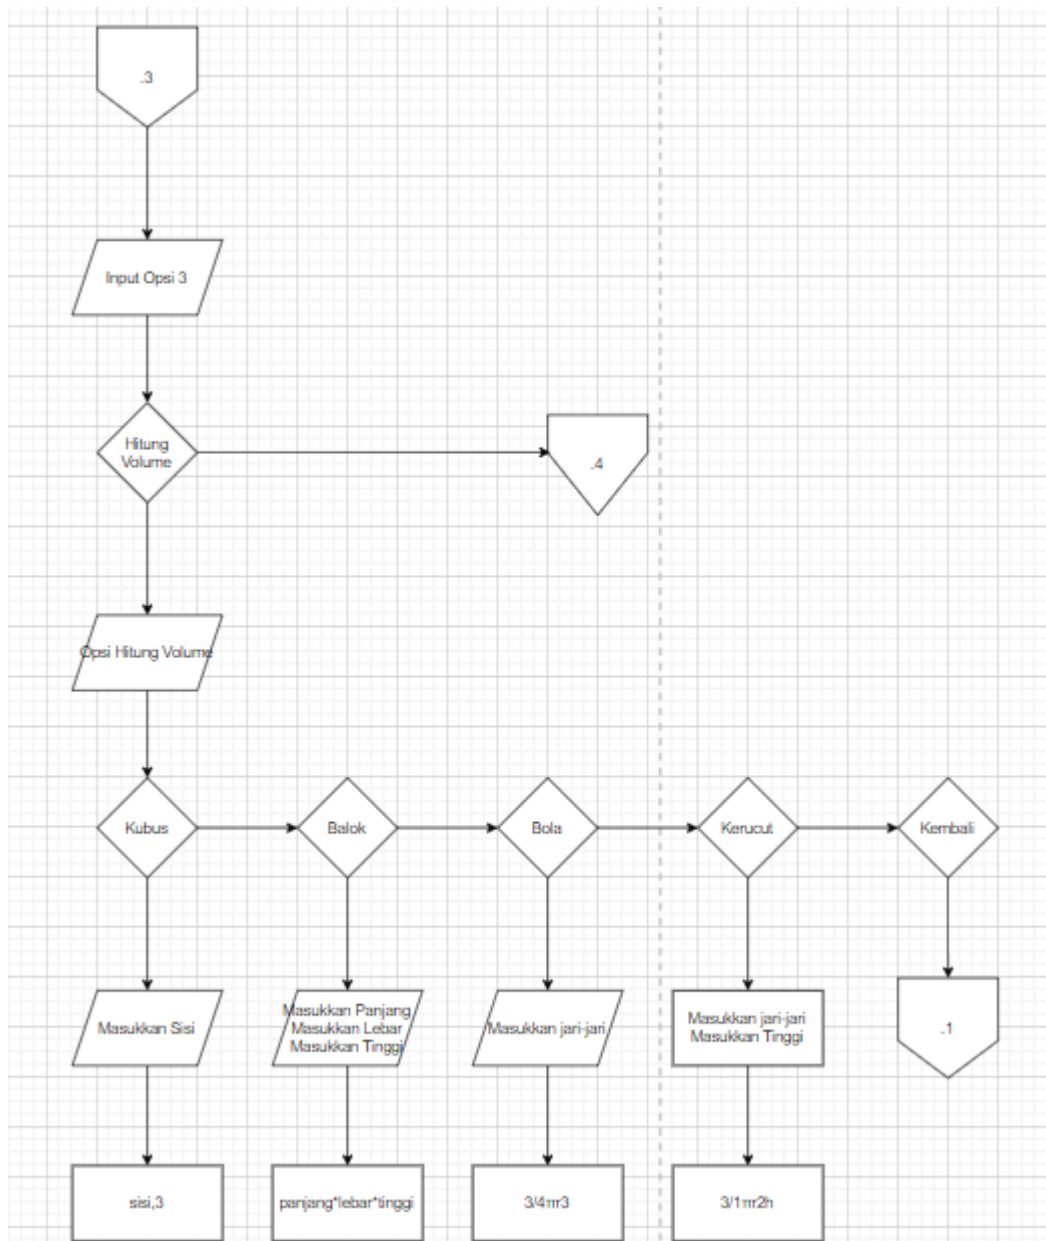 .3
Input Opsi 3
Hitung
Volume
.4
Opsi Hitung Volume
Kubus
Balok
Bola
Kerucut
Kembali
Masukkan Sisi
Masukkan Panjang
Masukkan Lebar
Masukkan Tinggi
Masukkan jari-jari
Masukkan jari-jari
Masukkan Tinggi
.1
sisi,3
panjang*lebar*tinggi
3/4πr3
3/1πr2h